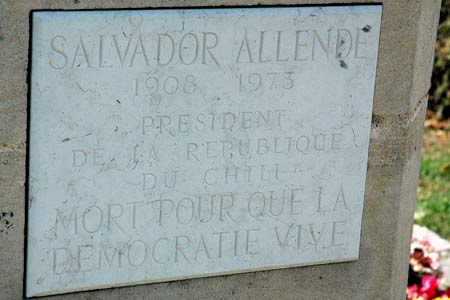 SALVADOR ALLENDE
1908 1973
PRESIDENT
DE LA REPUBLIQUE
DU CHILI
MORT POUR QUE LA
DEMOCRATIE VIVE